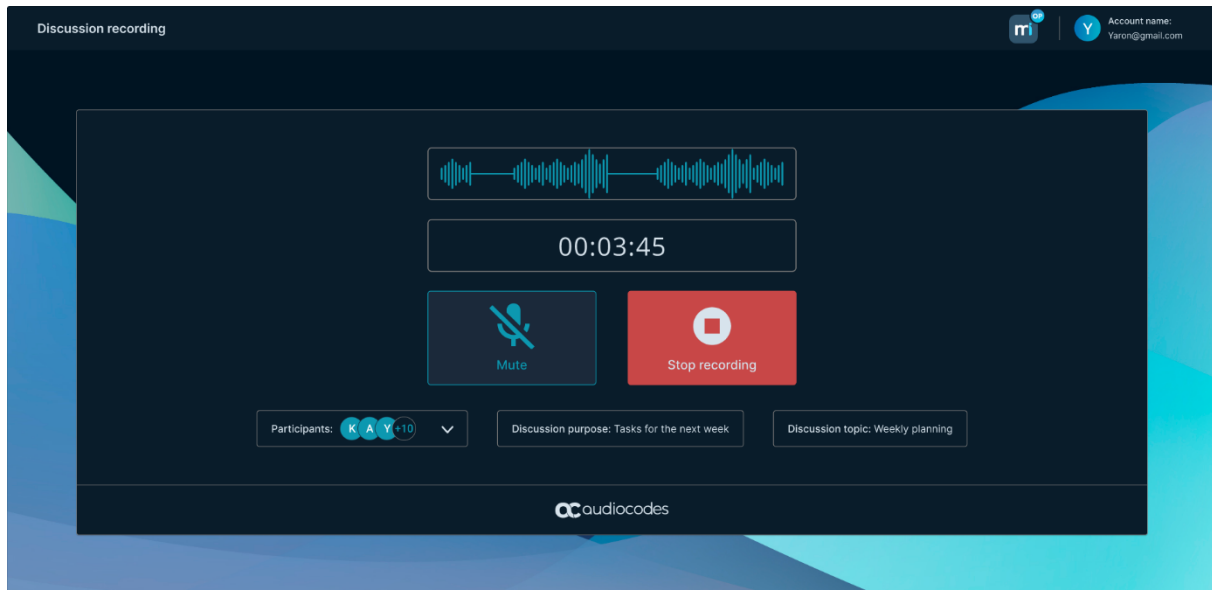 Discussion recording
mi
OP
Y
Account name:
Yaron@gmail.com
00:03:45
Mute
Stop recording
Participants: K A Y +10
Discussion purpose: Tasks for the next week
Discussion topic: Weekly planning
audiocodes